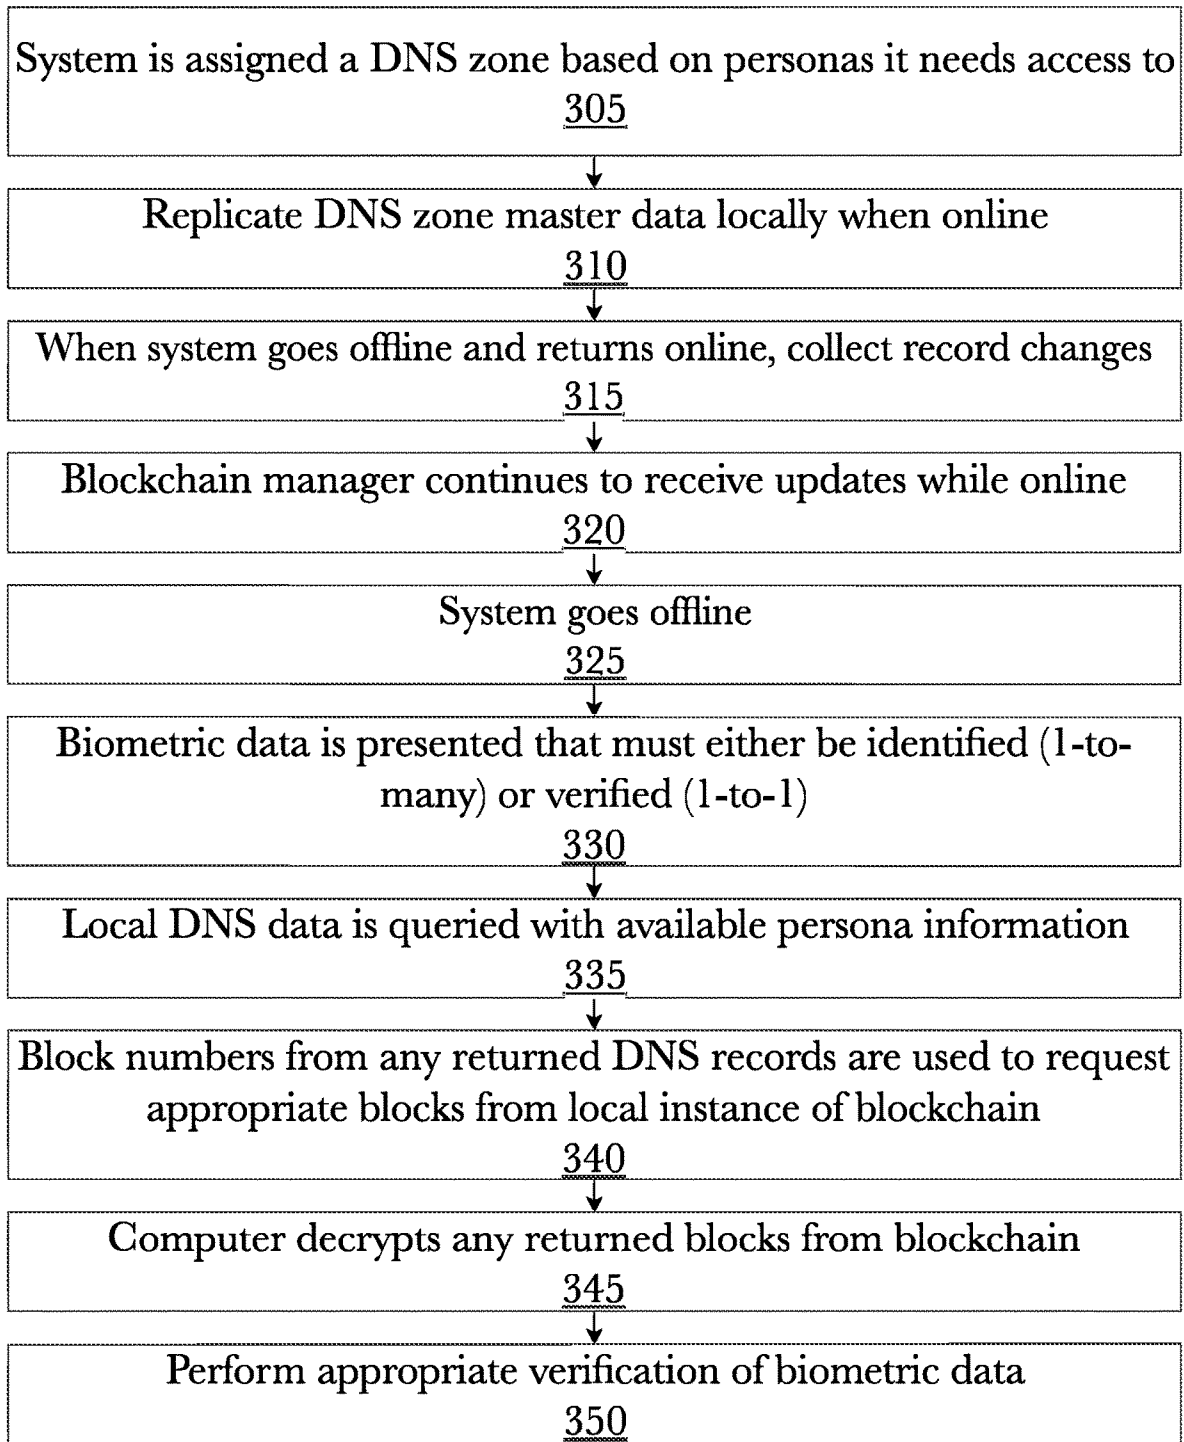 System is assigned a DNS zone based on personas it needs access to
305
Replicate DNS zone master data locally when online
310
When system goes offline and returns online, collect record changes
315
Blockchain manager continues to receive updates while online
320
System goes offline
325
Biometric data is presented that must either be identified (1-to-
many) or verified (1-to-1)
330
Local DNS data is queried with available persona information
335
Block numbers from any returned DNS records are used to request
appropriate blocks from local instance of blockchain
340
Computer decrypts any returned blocks from blockchain
345
Perform appropriate verification of biometric data
350